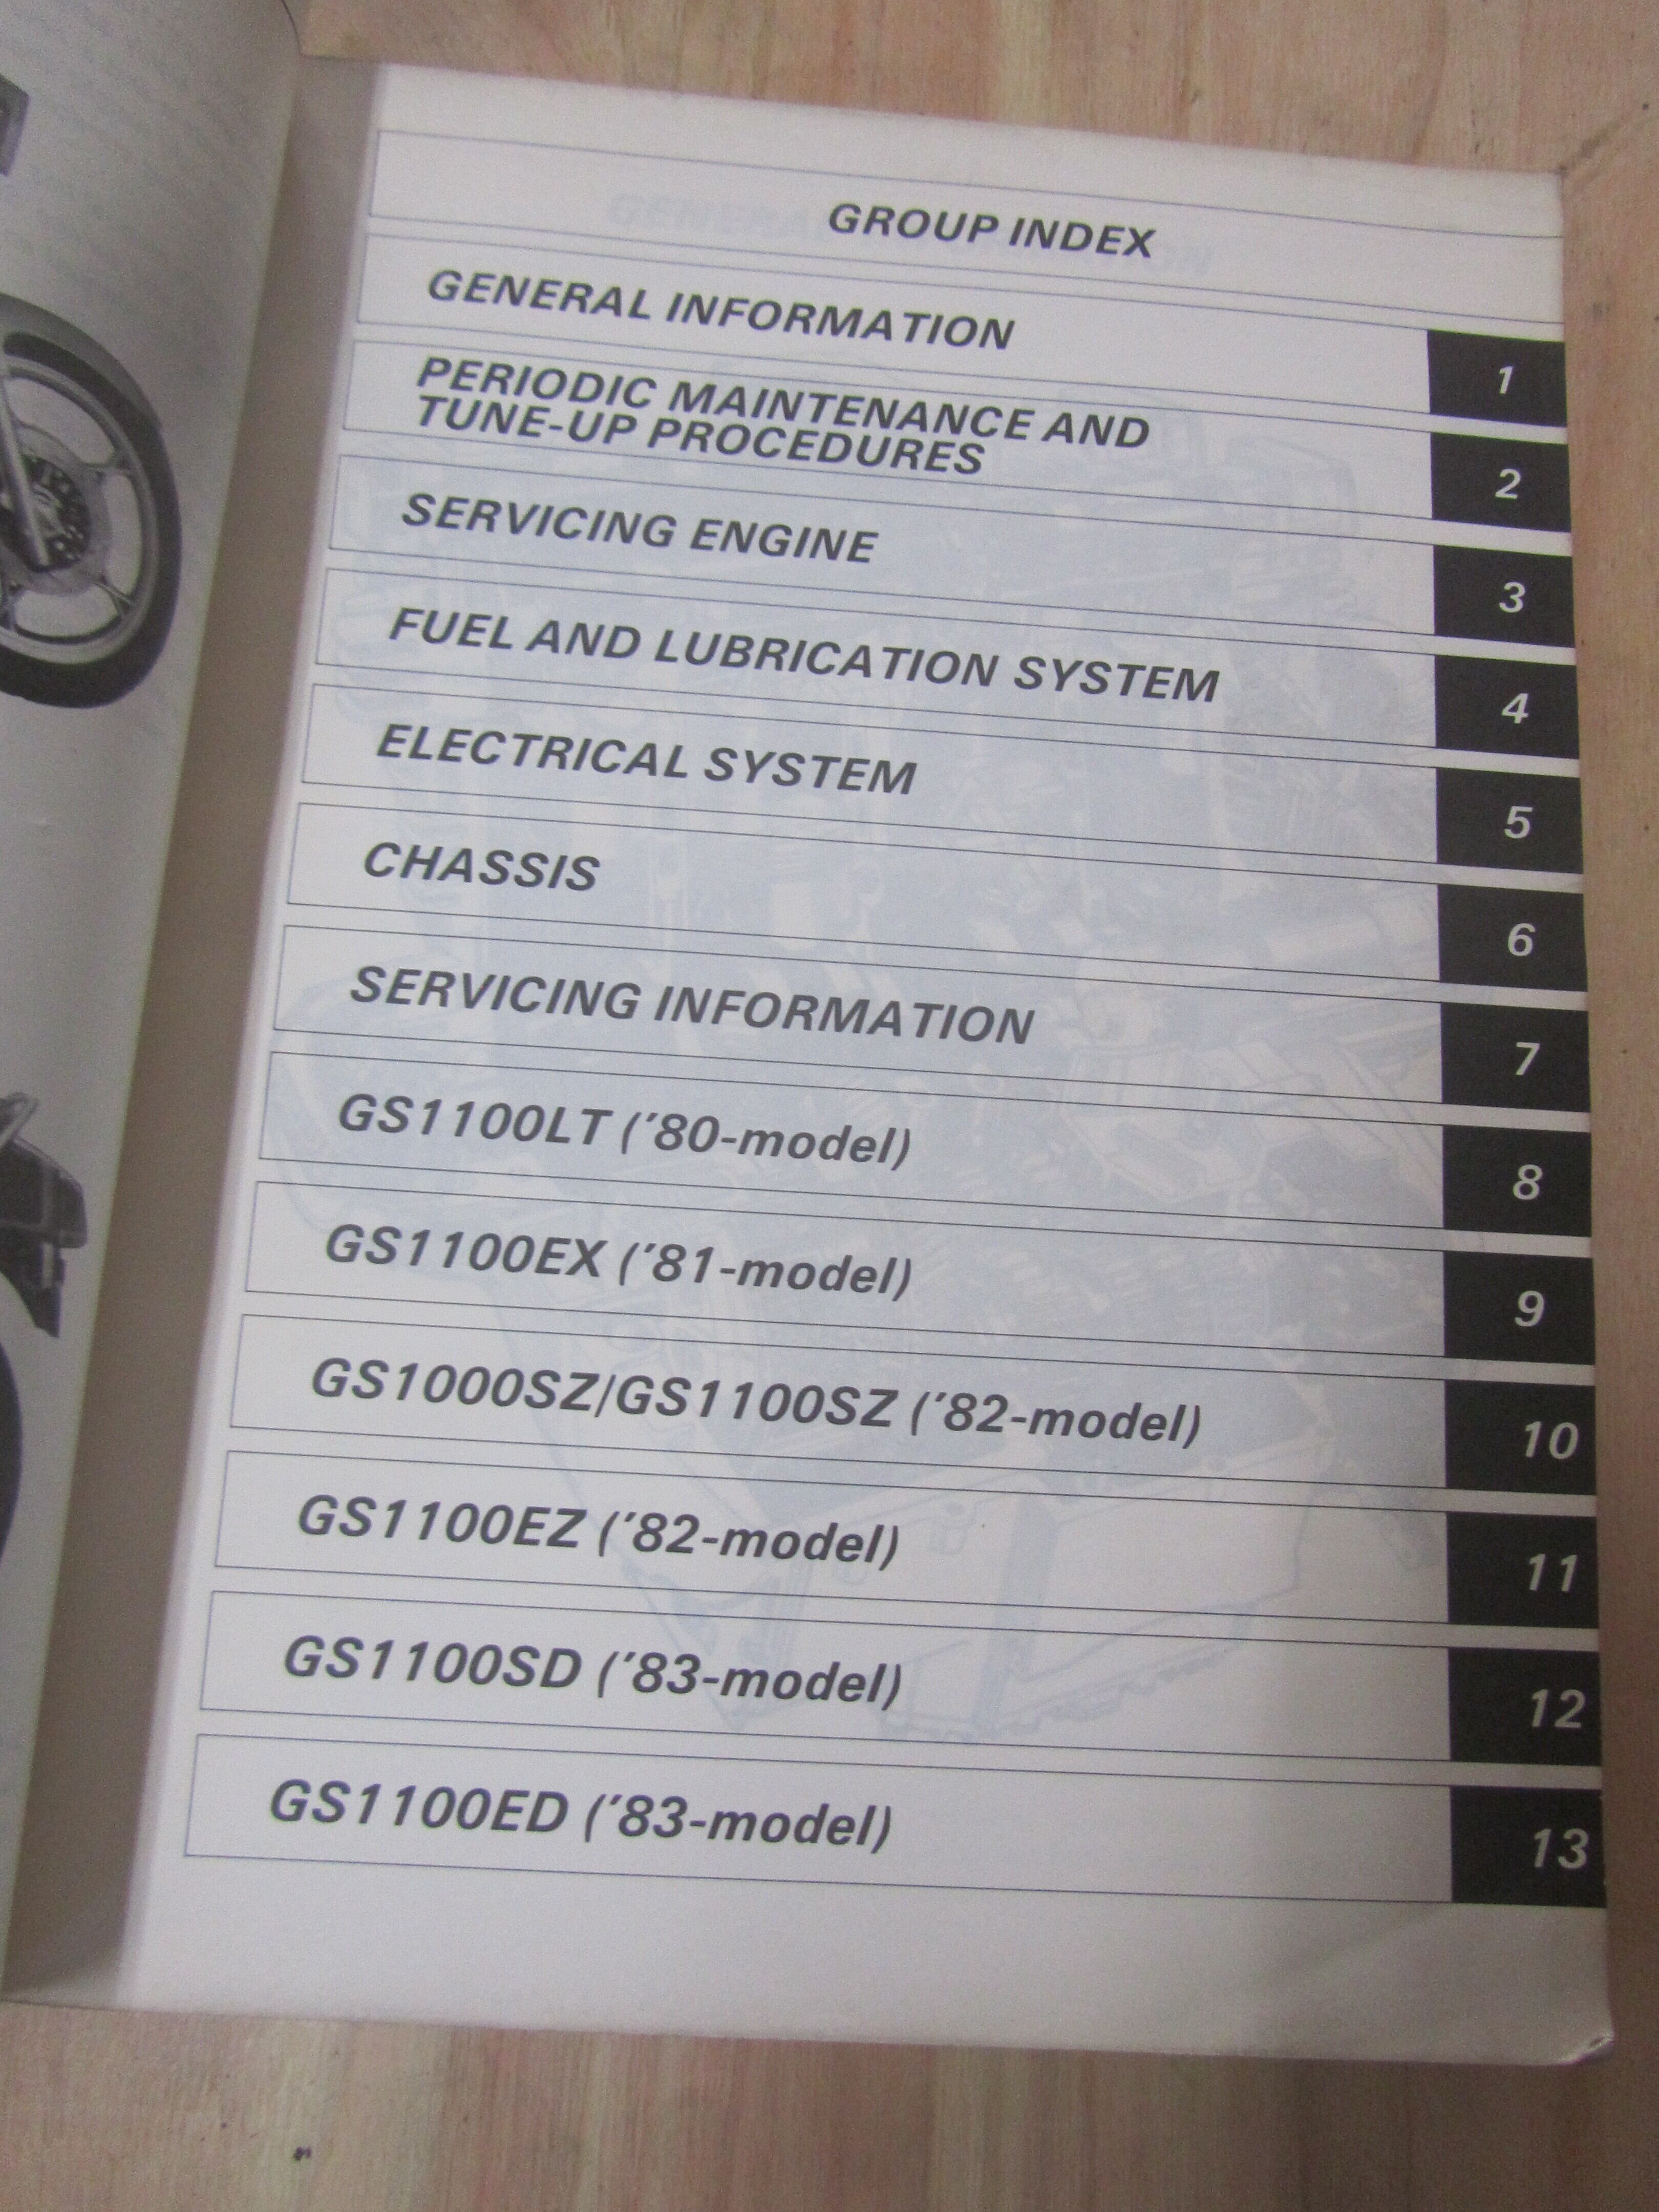 GROUP INDEX
GENERAL INFORMATION 1
PERIODIC MAINTENANCE AND
TUNE-UP PROCEDURES 2
SERVICING ENGINE 3
FUEL AND LUBRICATION SYSTEM 4
ELECTRICAL SYSTEM 5
CHASSIS 6
SERVICING INFORMATION 7
GS1100LT ('80-model) 8
GS1100EX ('81-model) 9
GS1000SZ/GS1100SZ ('82-model) 10
GS1100EZ ('82-model) 11
GS1100SD ('83-model) 12
GS1100ED ('83-model) 13